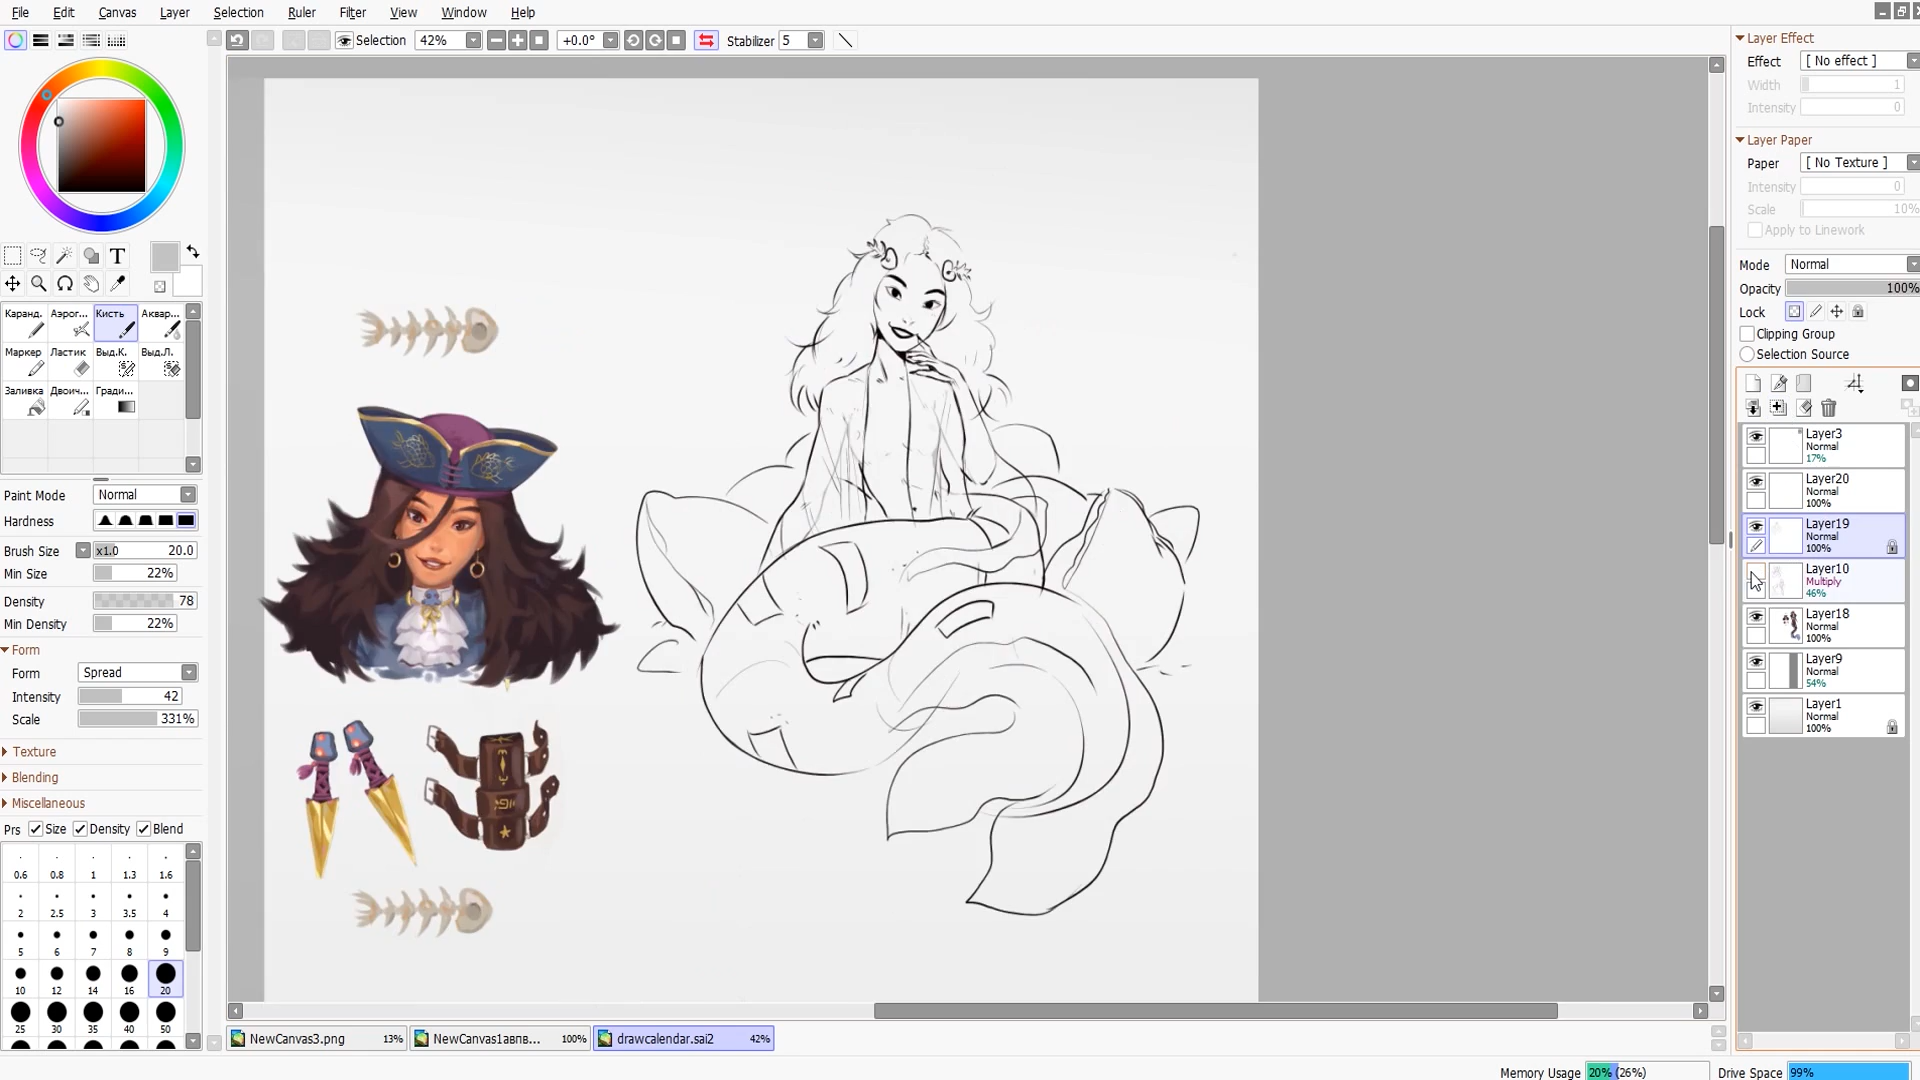 File Edit Canvas Layer Selection Ruler Filter View Window Help
Selection 42% +0.0° Stabilizer 5
T
Каранд. Аэрог... Кисть Аквар...
Маркер Ластик Выд.К. Выд.Л.
Заливка Двоич... Гради...
Paint Mode Normal
Hardness
Brush Size x1.0 20.0
Min Size 22%
Density 78
Min Density 22%
Form
Form Spread
Intensity 42
Scale 331%
Texture
Blending
Miscellaneous
Prs Size Density Blend
0.6 0.8 1 1.3 1.6
2 2.5 3 3.5 4
5 6 7 8 9
10 12 14 16 20
25 30 35 40 50
NewCanvas3.png 13% NewCanvas1авпв... 100% drawcalendar.sai2 42%
Memory Usage 20% (26%) Drive Space 99%
Layer Effect
Effect [ No effect ]
Width 1
Intensity 0
Layer Paper
Paper [ No Texture ]
Intensity 0
Scale 10%
Apply to Linework
Mode Normal
Opacity 100%
Lock
Clipping Group
Selection Source
Layer3
Normal
17%
Layer20
Normal
100%
Layer19
Normal
100%
Layer10
Multiply
46%
Layer18
Normal
100%
Layer9
Normal
54%
Layer1
Normal
100%